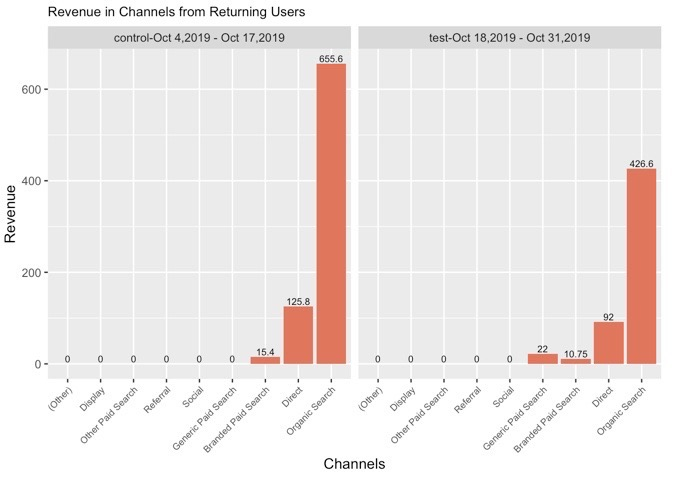 Revenue in Channels from Returning Users
control-Oct 4,2019 - Oct 17,2019
test-Oct 18,2019 - Oct 31,2019
Revenue
600
400
200
0
0
0
0
0
0
0
15.4
125.8
655.6
0
0
0
0
0
22
10.75
92
426.6
(Other)
Display
Other Paid Search
Referral
Social
Generic Paid Search
Branded Paid Search
Direct
Organic Search
(Other)
Display
Other Paid Search
Referral
Social
Generic Paid Search
Branded Paid Search
Direct
Organic Search
Channels